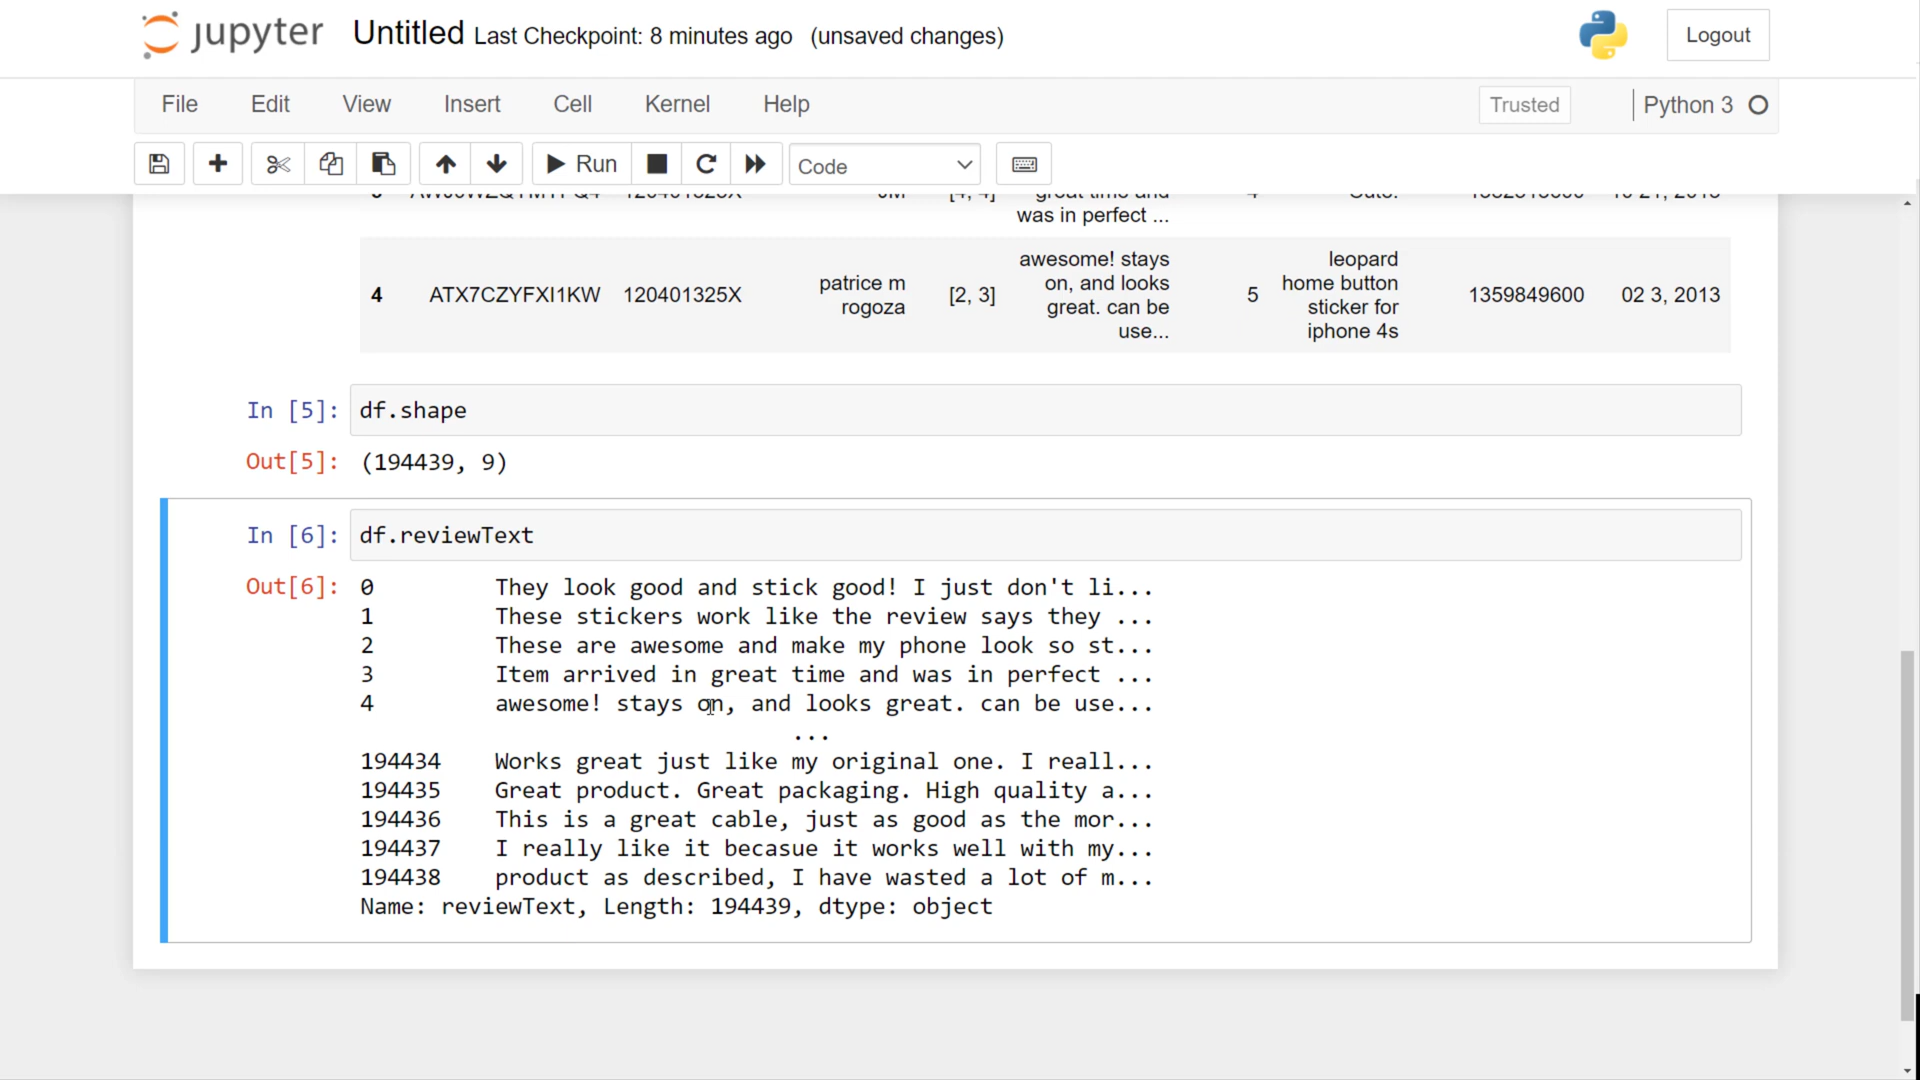 jupyter Untitled Last Checkpoint: 8 minutes ago (unsaved changes) Logout
File Edit View Insert Cell Kernel Help Trusted Python 3
Run Code
was in perfect ...
4 ATX7CZYFXI1KW 120401325X patrice m rogoza [2, 3] awesome! stays on, and looks great. can be use... 5 leopard home button sticker for iphone 4s 1359849600 02 3, 2013
In [5]: df.shape
Out[5]: (194439, 9)
In [6]: df.reviewText
Out[6]: 0 They look good and stick good! I just don't li...
1 These stickers work like the review says they ...
2 These are awesome and make my phone look so st...
3 Item arrived in great time and was in perfect ...
4 awesome! stays on, and looks great. can be use...
...
194434 Works great just like my original one. I reall...
194435 Great product. Great packaging. High quality a...
194436 This is a great cable, just as good as the mor...
194437 I really like it becasue it works well with my...
194438 product as described, I have wasted a lot of m...
Name: reviewText, Length: 194439, dtype: object